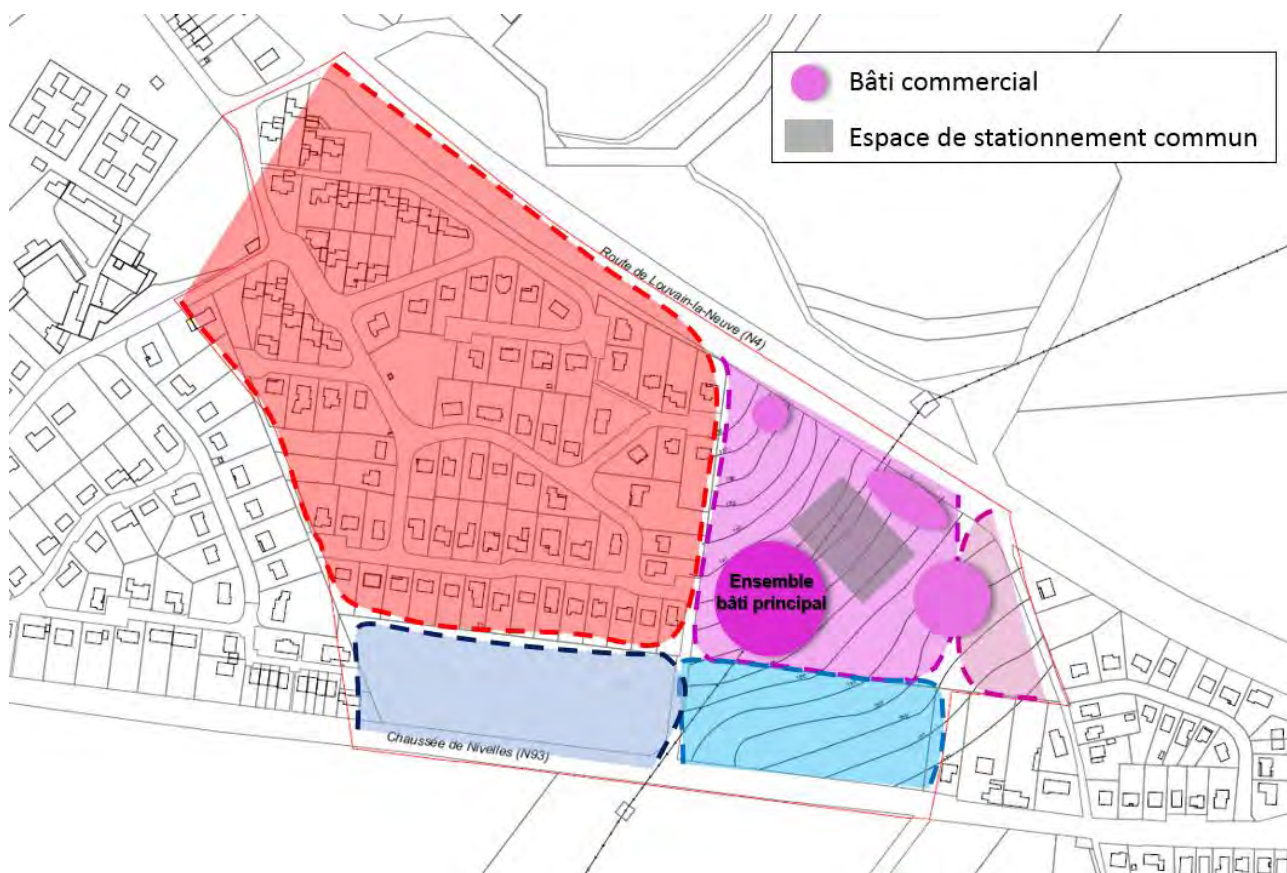 Bâti commercial
Espace de stationnement commun
Route de Louvain-la-Neuve (N4)
Ensemble
bâti principal
Chaussée de Nivelles (N93)